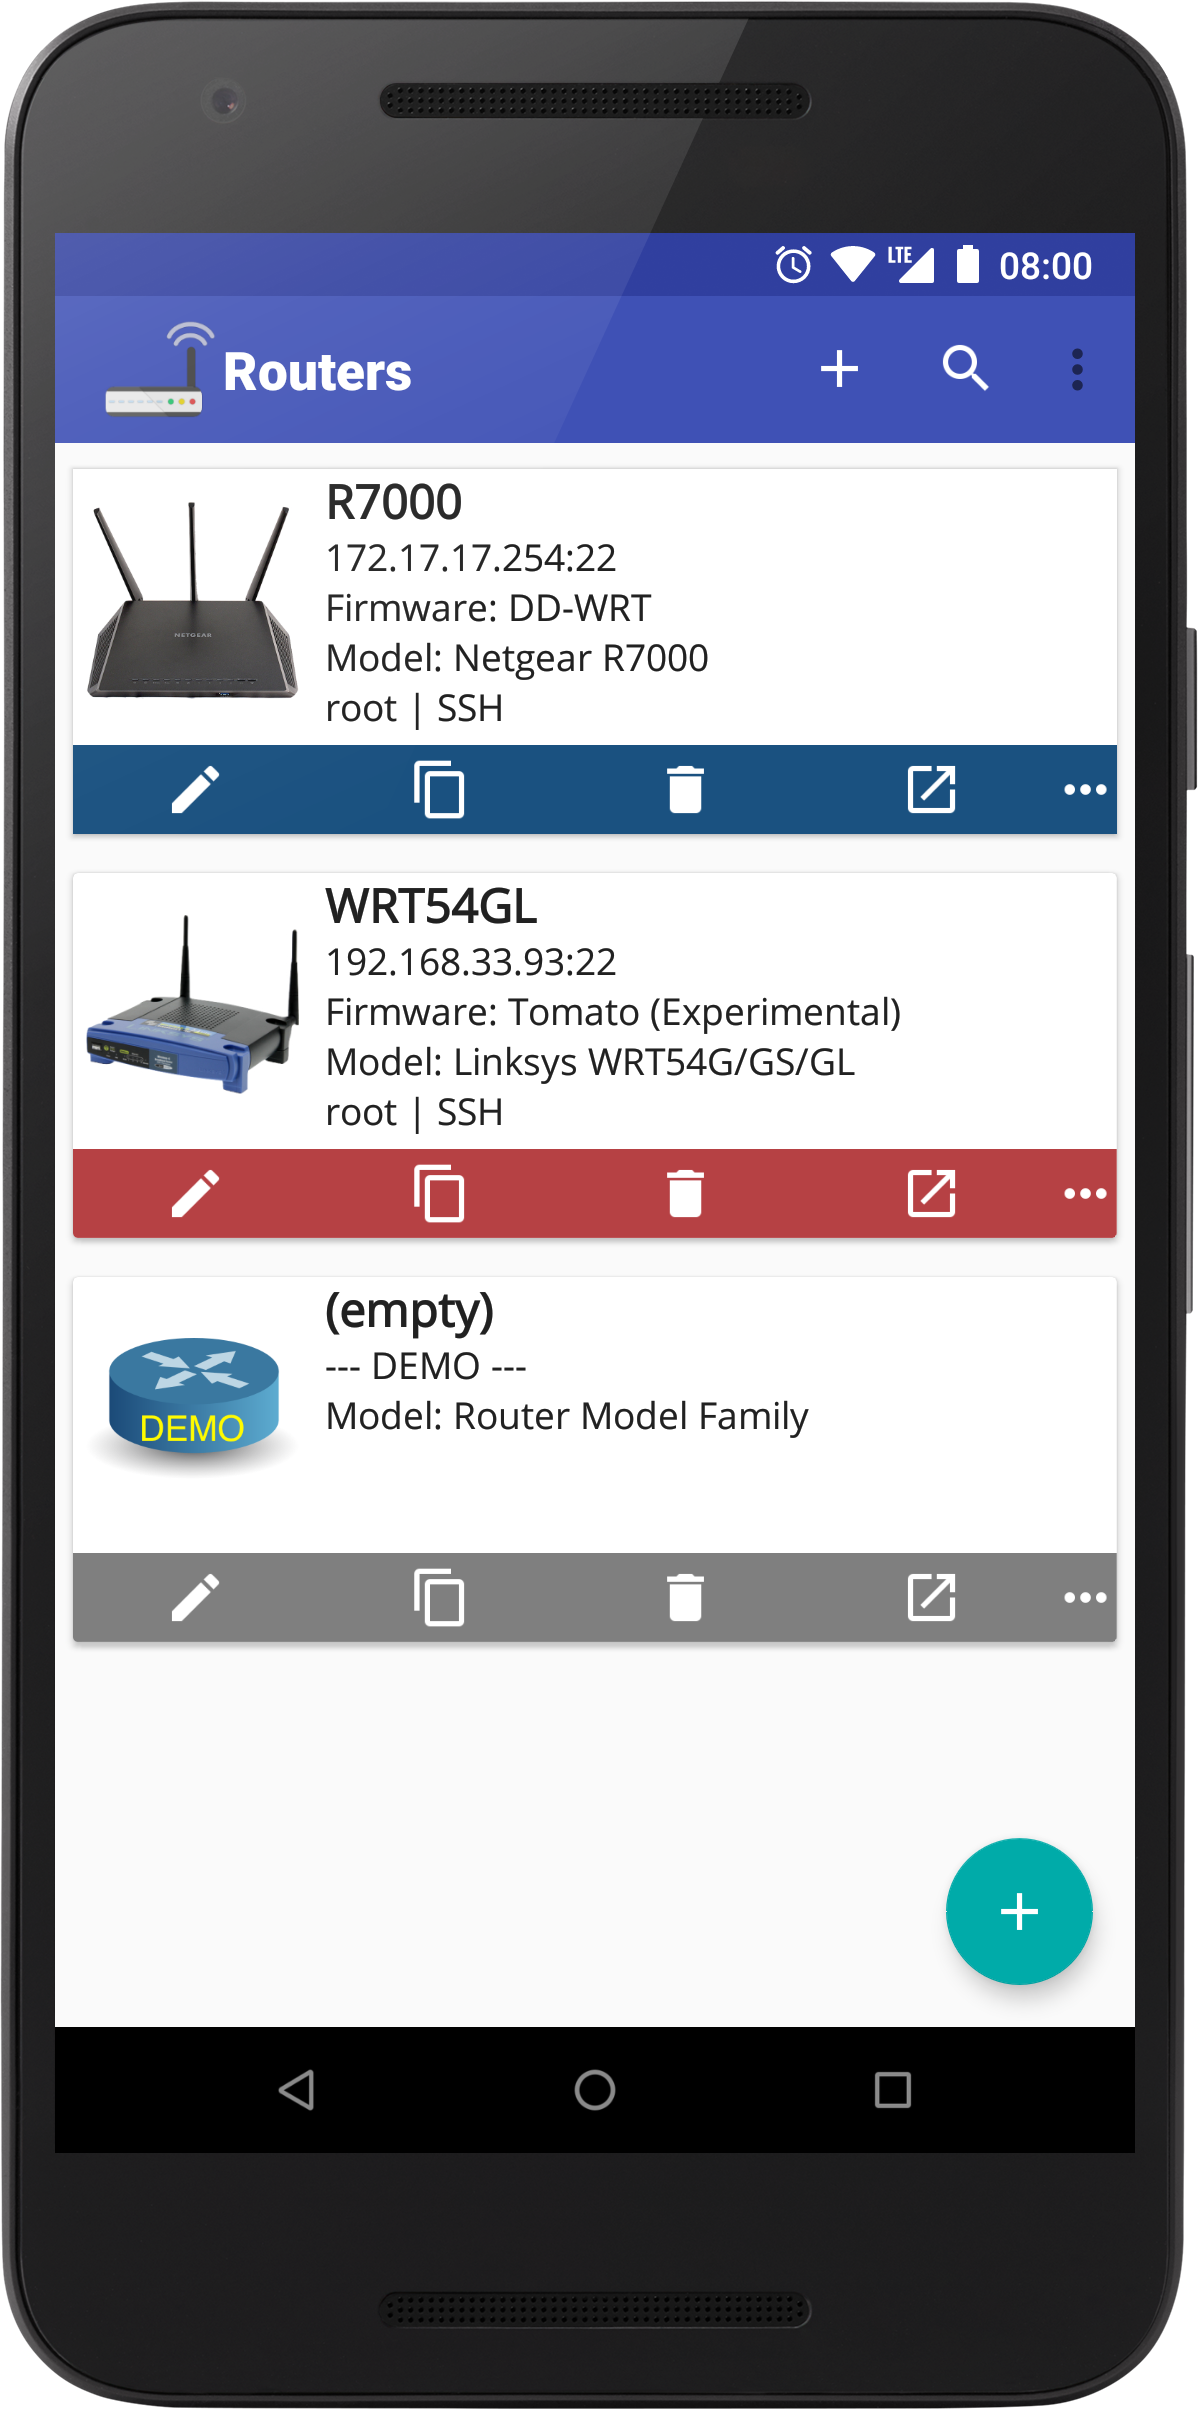 LTE 08:00
Routers
R7000
172.17.17.254:22
Firmware: DD-WRT
NETGEAR
Model: Netgear R7000
root | SSH
WRT54GL
192.168.33.93:22
Firmware: Tomato (Experimental)
Model: Linksys WRT54G/GS/GL
root | SSH
(empty)
--- DEMO ---
Model: Router Model Family
DEMO